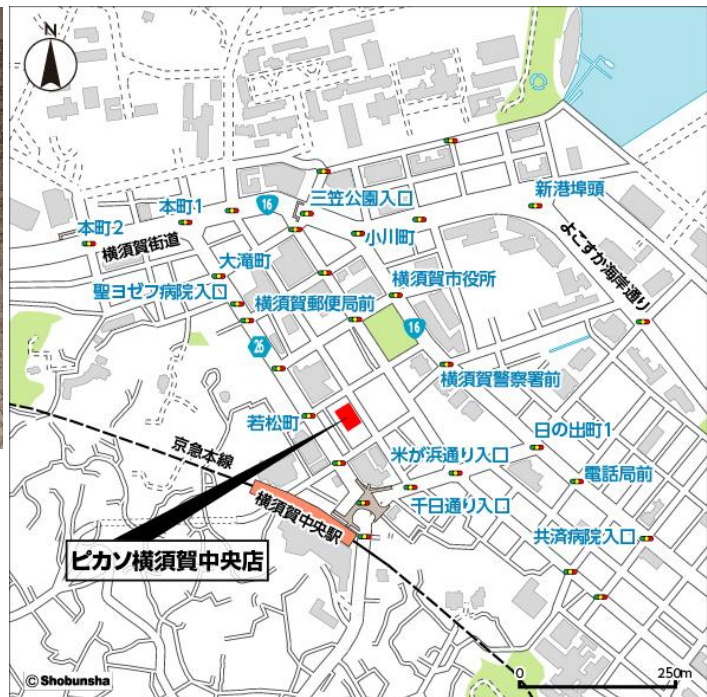 N
三笠公園入口
新港埠頭
本町1
16
本町2
小川町
横須賀街道
よこすか海岸通り
大滝町
横須賀市役所
聖ヨゼフ病院入口
横須賀郵便局前
16
26
横須賀警察署前
若松町
日の出町1
京急本線
米が浜通り入口
電話局前
横須賀中央駅
千日通り入口
共済病院入口
ピカソ横須賀中央店
0 250m
©Shobunsha